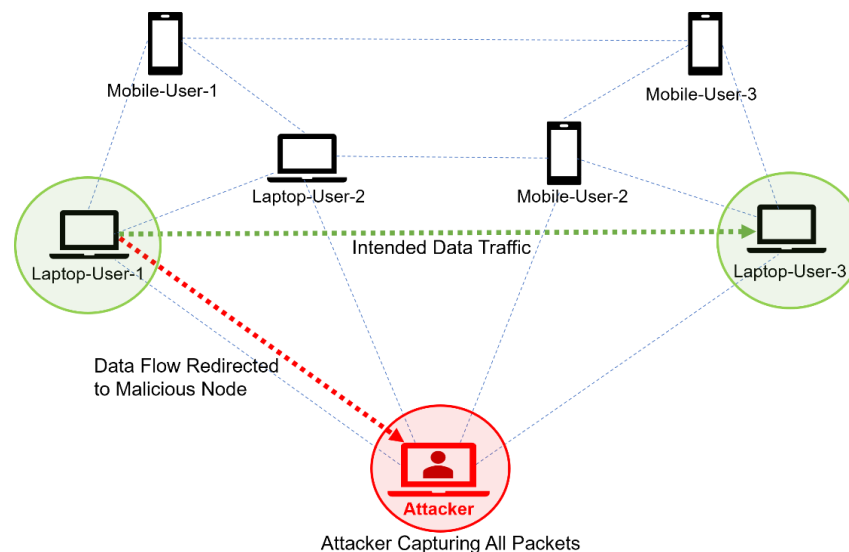 Mobile-User-1
Mobile-User-3
Laptop-User-2
Mobile-User-2
Intended Data Traffic
Laptop-User-1
Laptop-User-3
Data Flow Redirected
to Malicious Node
Attacker
Attacker Capturing All Packets